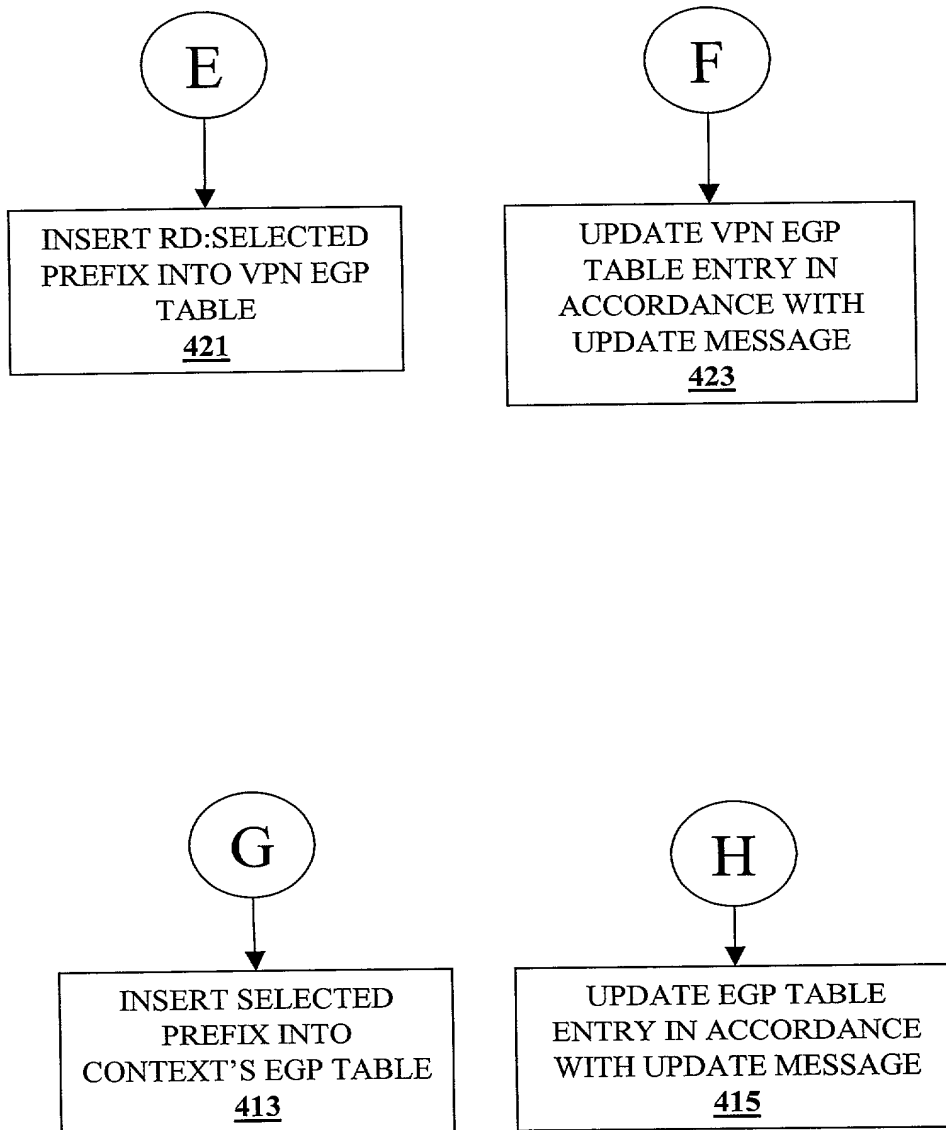 E
INSERT RD:SELECTED
PREFIX INTO VPN EGP
TABLE
421
F
UPDATE VPN EGP
TABLE ENTRY IN
ACCORDANCE WITH
UPDATE MESSAGE
423
G
INSERT SELECTED
PREFIX INTO
CONTEXT'S EGP TABLE
413
H
UPDATE EGP TABLE
ENTRY IN ACCORDANCE
WITH UPDATE MESSAGE
415